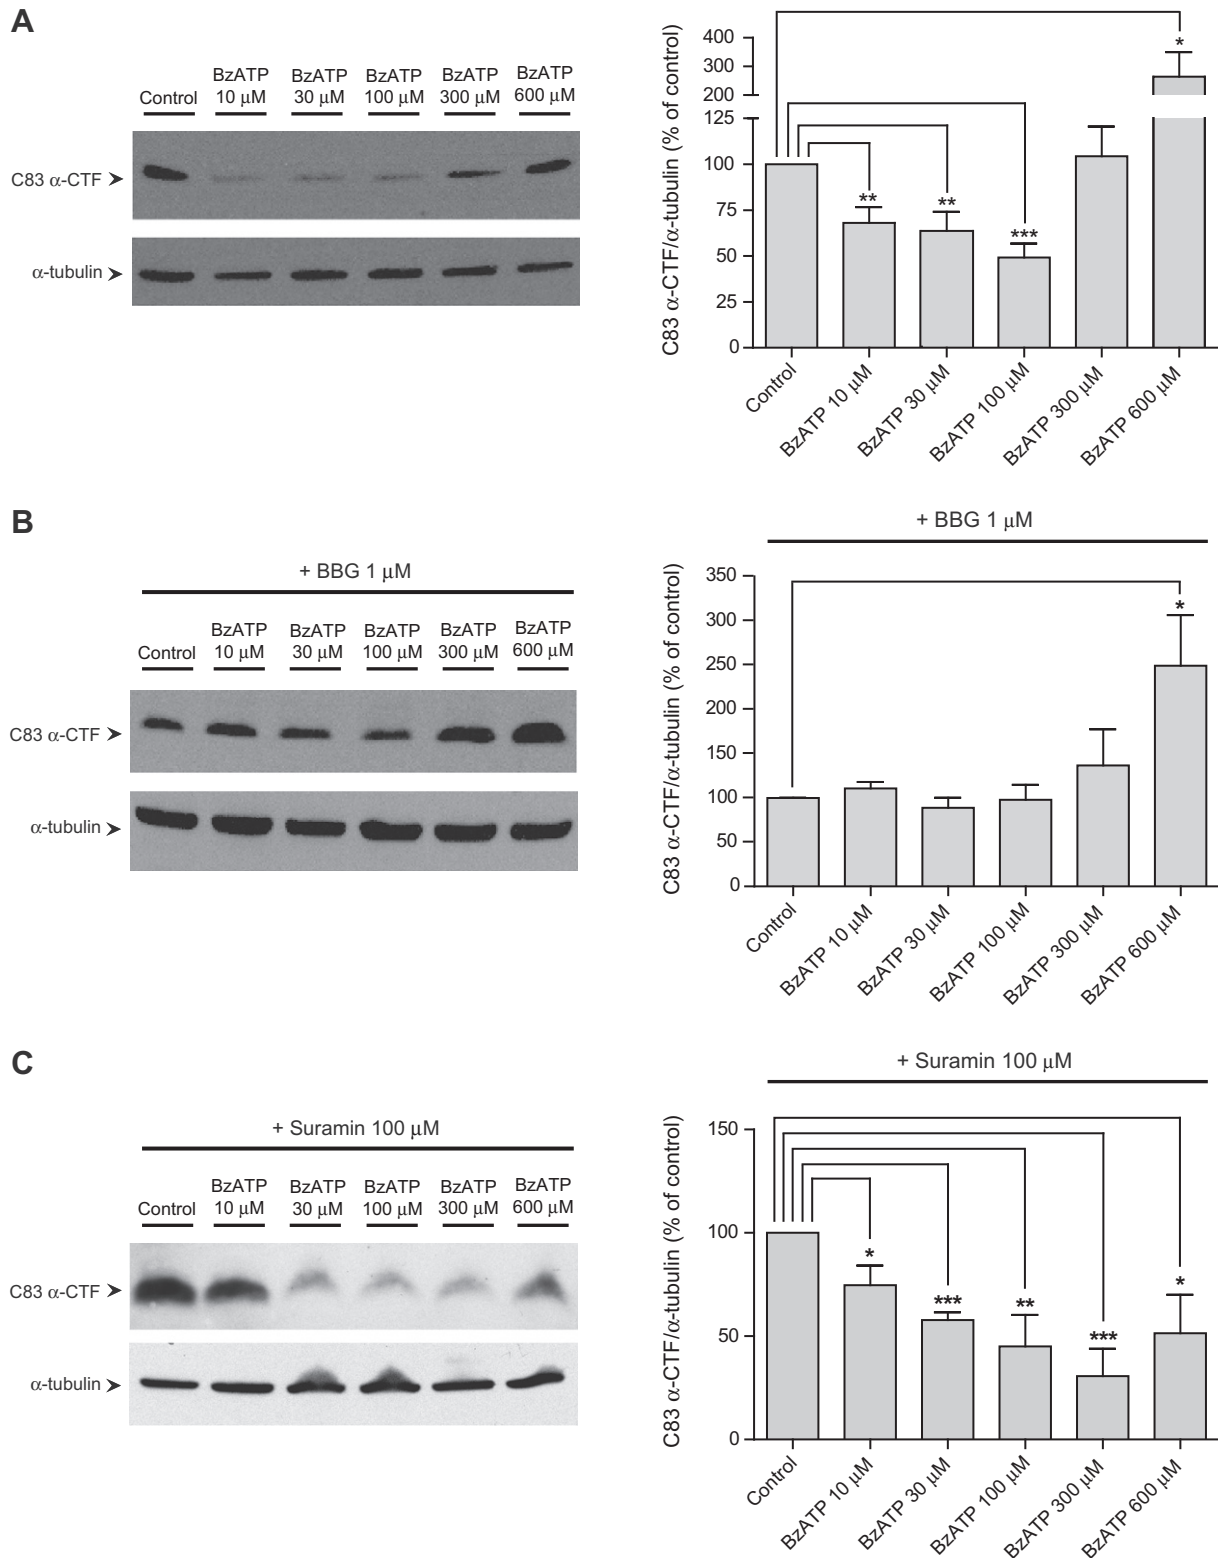 A
Control
BzATP
10 μM
BzATP
30 μM
BzATP
100 μM
BzATP
300 μM
BzATP
600 μM
C83 α-CTF
α-tubulin
C83 α-CTF/α-tubulin (% of control)
400
300
200
125
100
75
50
25
0
*
**
**
***
Control
BzATP 10 μM
BzATP 30 μM
BzATP 100 μM
BzATP 300 μM
BzATP 600 μM
B
+ BBG 1 μM
Control
BzATP
10 μM
BzATP
30 μM
BzATP
100 μM
BzATP
300 μM
BzATP
600 μM
C83 α-CTF
α-tubulin
+ BBG 1 μM
C83 α-CTF/α-tubulin (% of control)
350
300
250
200
150
100
50
0
*
Control
BzATP 10 μM
BzATP 30 μM
BzATP 100 μM
BzATP 300 μM
BzATP 600 μM
C
+ Suramin 100 μM
Control
BzATP
10 μM
BzATP
30 μM
BzATP
100 μM
BzATP
300 μM
BzATP
600 μM
C83 α-CTF
α-tubulin
+ Suramin 100 μM
C83 α-CTF/α-tubulin (% of control)
150
100
50
0
*
***
**
***
*
Control
BzATP 10 μM
BzATP 30 μM
BzATP 100 μM
BzATP 300 μM
BzATP 600 μM